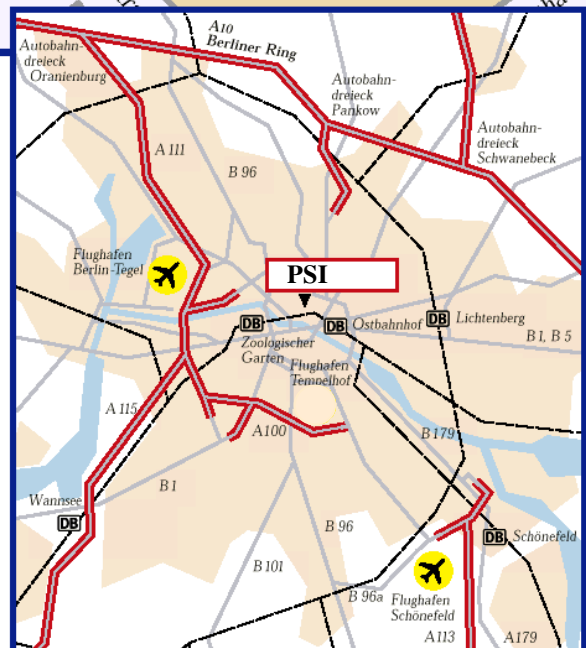 A10
Berliner Ring
Autobahn-
dreieck
Oranienburg
Autobahn-
dreieck
Pankow
Autobahn-
dreieck
Schwanebeck
A 111
B 96
Flughafen
Berlin-Tegel
PSI
DB
Zoologischer
Garten
DB
Ostbahnhof
DB
Lichtenberg
B 1, B 5
Flughafen
Tempelhof
A 115
A100
B 179
B 1
Wannsee
DB
B 96
DB
Schönefeld
B 101
B 96a
Flughafen
Schönefeld
A113
A179